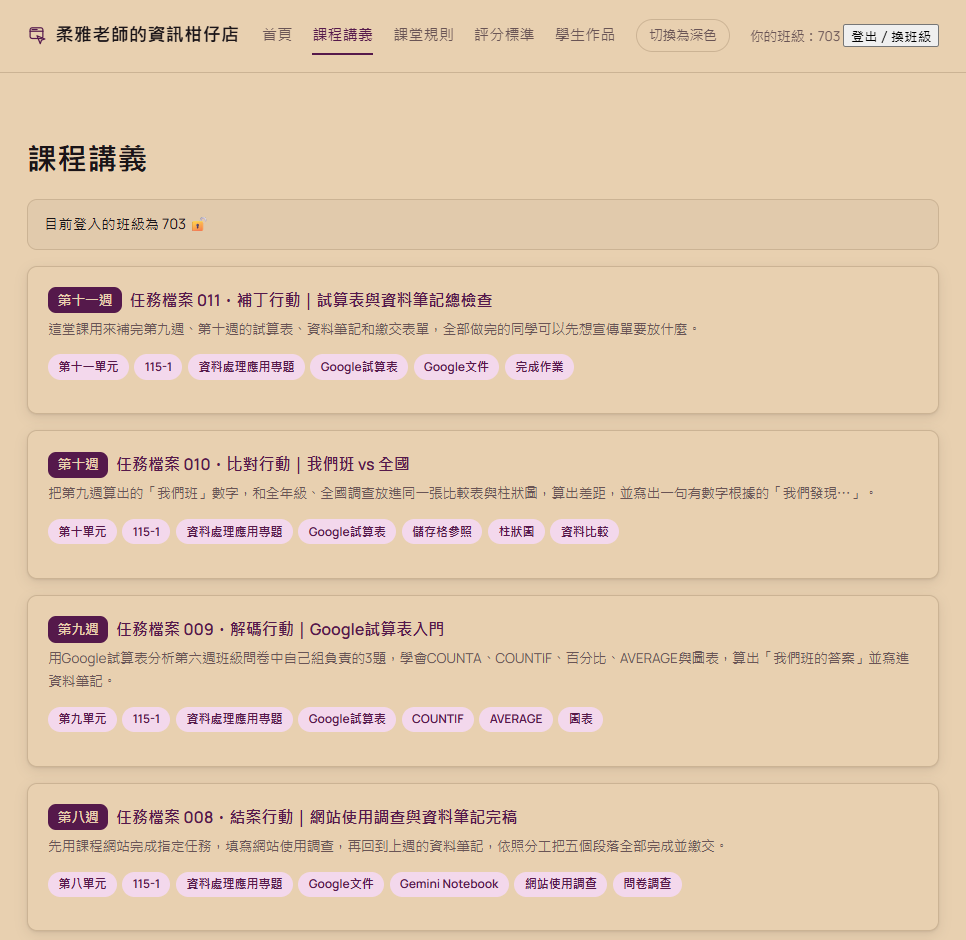 柔雅老師的資訊柑仔店 首頁 課程講義 課堂規則 評分標準 學生作品 切換為深色 你的班級：703 登出 / 換班級
課程講義
目前登入的班級為 703
第十一週 任務檔案 011・補丁行動｜試算表與資料筆記總檢查
這堂課用來補完第九週、第十週的試算表、資料筆記和繳交表單，全部做完的同學可以先想宣傳單要放什麼。
第十一單元 115-1 資料處理應用專題 Google試算表 Google文件 完成作業
第十週 任務檔案 010・比對行動｜我們班 vs 全國
把第九週算出的「我們班」數字，和全年級、全國調查放進同一張比較表與柱狀圖，算出差距，並寫出一句有數字根據的「我們發現⋯」。
第十單元 115-1 資料處理應用專題 Google試算表 儲存格參照 柱狀圖 資料比較
第九週 任務檔案 009・解碼行動｜Google試算表入門
用Google試算表分析第六週班級問卷中自己組負責的3題，學會COUNTA、COUNTIF、百分比、AVERAGE與圖表，算出「我們班的答案」並寫進
資料筆記。
第九單元 115-1 資料處理應用專題 Google試算表 COUNTIF AVERAGE 圖表
第八週 任務檔案 008・結案行動｜網站使用調查與資料筆記完稿
先用課程網站完成指定任務，填寫網站使用調查，再回到上週的資料筆記，依照分工把五個段落全部完成並繳交。
第八單元 115-1 資料處理應用專題 Google文件 Gemini Notebook 網站使用調查 問卷調查